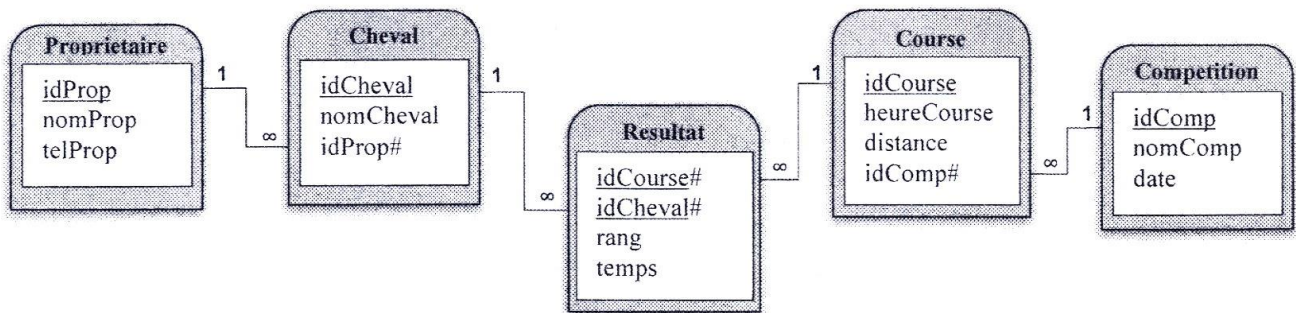 Proprietaire
idProp
nomProp
telProp
1
∞
Cheval
idCheval
nomCheval
idProp#
1
∞
Resultat
idCourse#
idCheval#
rang
temps
1
∞
Course
idCourse
heureCourse
distance
idComp#
1
∞
Competition
idComp
nomComp
date